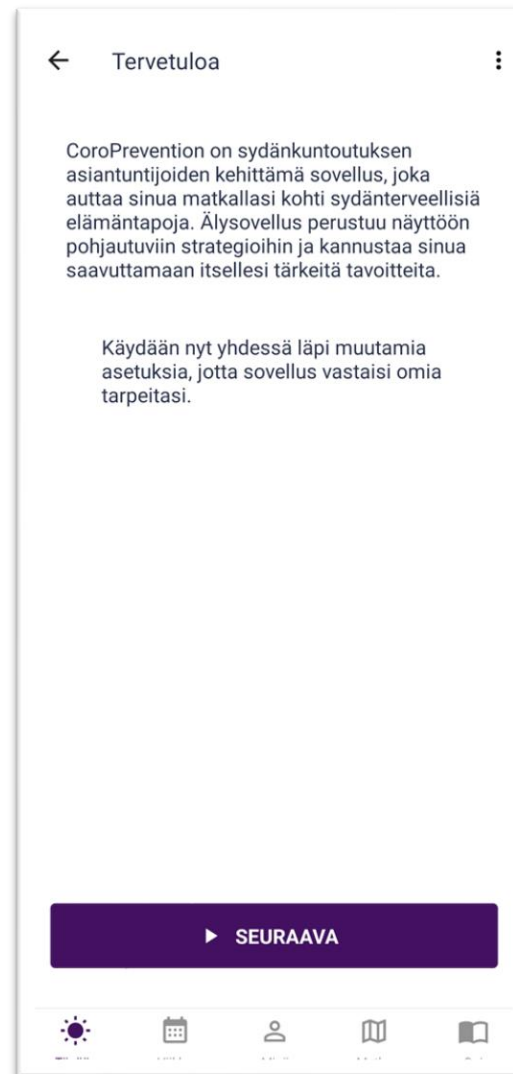 Tervetuloa
CoroPrevention on sydänkuntoutuksen
asiantuntijoiden kehittämä sovellus, joka
auttaa sinua matkallasi kohti sydänterveellisiä
elämäntapoja. Älysovellus perustuu näyttöön
pohjautuviin strategioihin ja kannustaa sinua
saavuttamaan itsellesi tärkeitä tavoitteita.
Käydään nyt yhdessä läpi muutamia
asetuksia, jotta sovellus vastaisi omia
tarpeitasi.
SEURAAVA